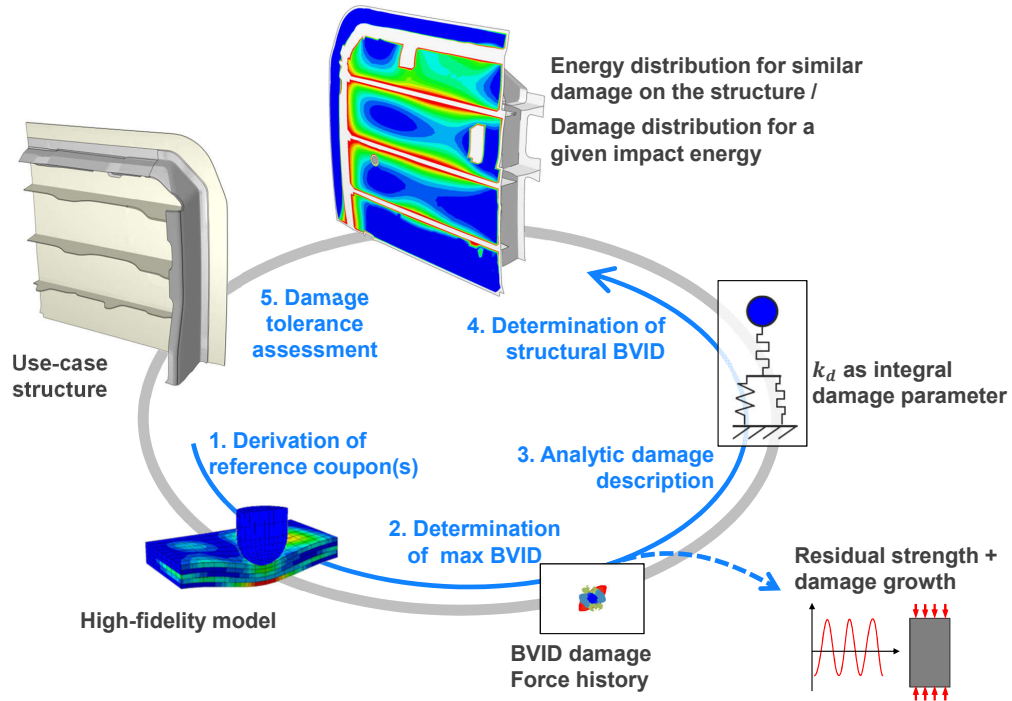 Energy distribution for similar
damage on the structure /
Damage distribution for a
given impact energy
5. Damage
tolerance
assessment
4. Determination of
structural BVID
Use-case
structure
k_d as integral
damage parameter
1. Derivation of
reference coupon(s)
3. Analytic damage
description
2. Determination
of max BVID
Residual strength +
damage growth
High-fidelity model
BVID damage
Force history